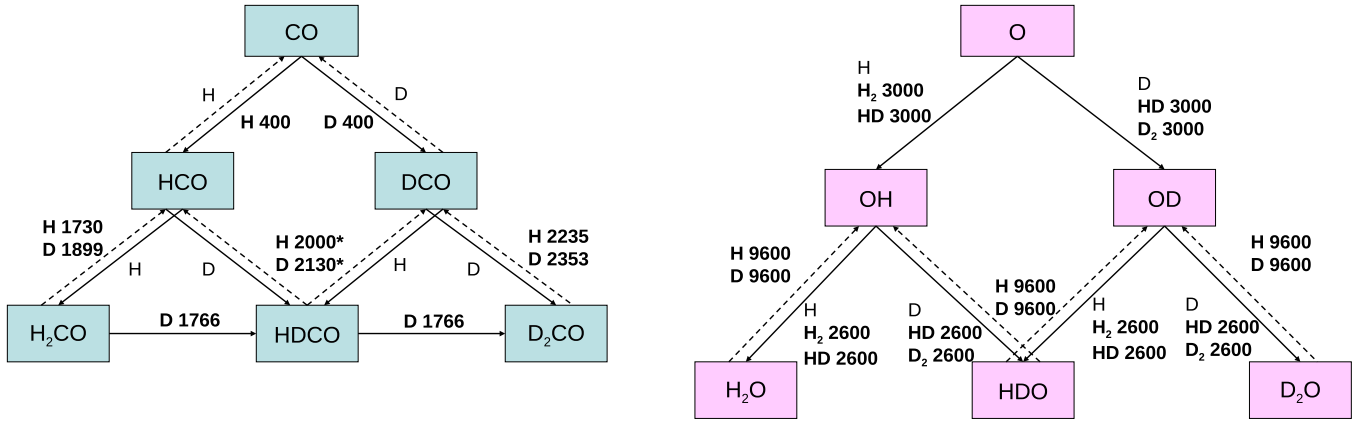 CO
H
D
H 400
D 400
HCO
DCO
H 1730
D 1899
H
D
H 2000*
D 2130*
H
D
H 2235
D 2353
H₂CO
D 1766
HDCO
D 1766
D₂CO
O
H
H₂ 3000
HD 3000
D
HD 3000
D₂ 3000
OH
OD
H 9600
D 9600
H
H₂ 2600
HD 2600
D
HD 2600
D₂ 2600
H 9600
D 9600
H
H₂ 2600
HD 2600
D
HD 2600
D₂ 2600
H 9600
D 9600
H₂O
HDO
D₂O